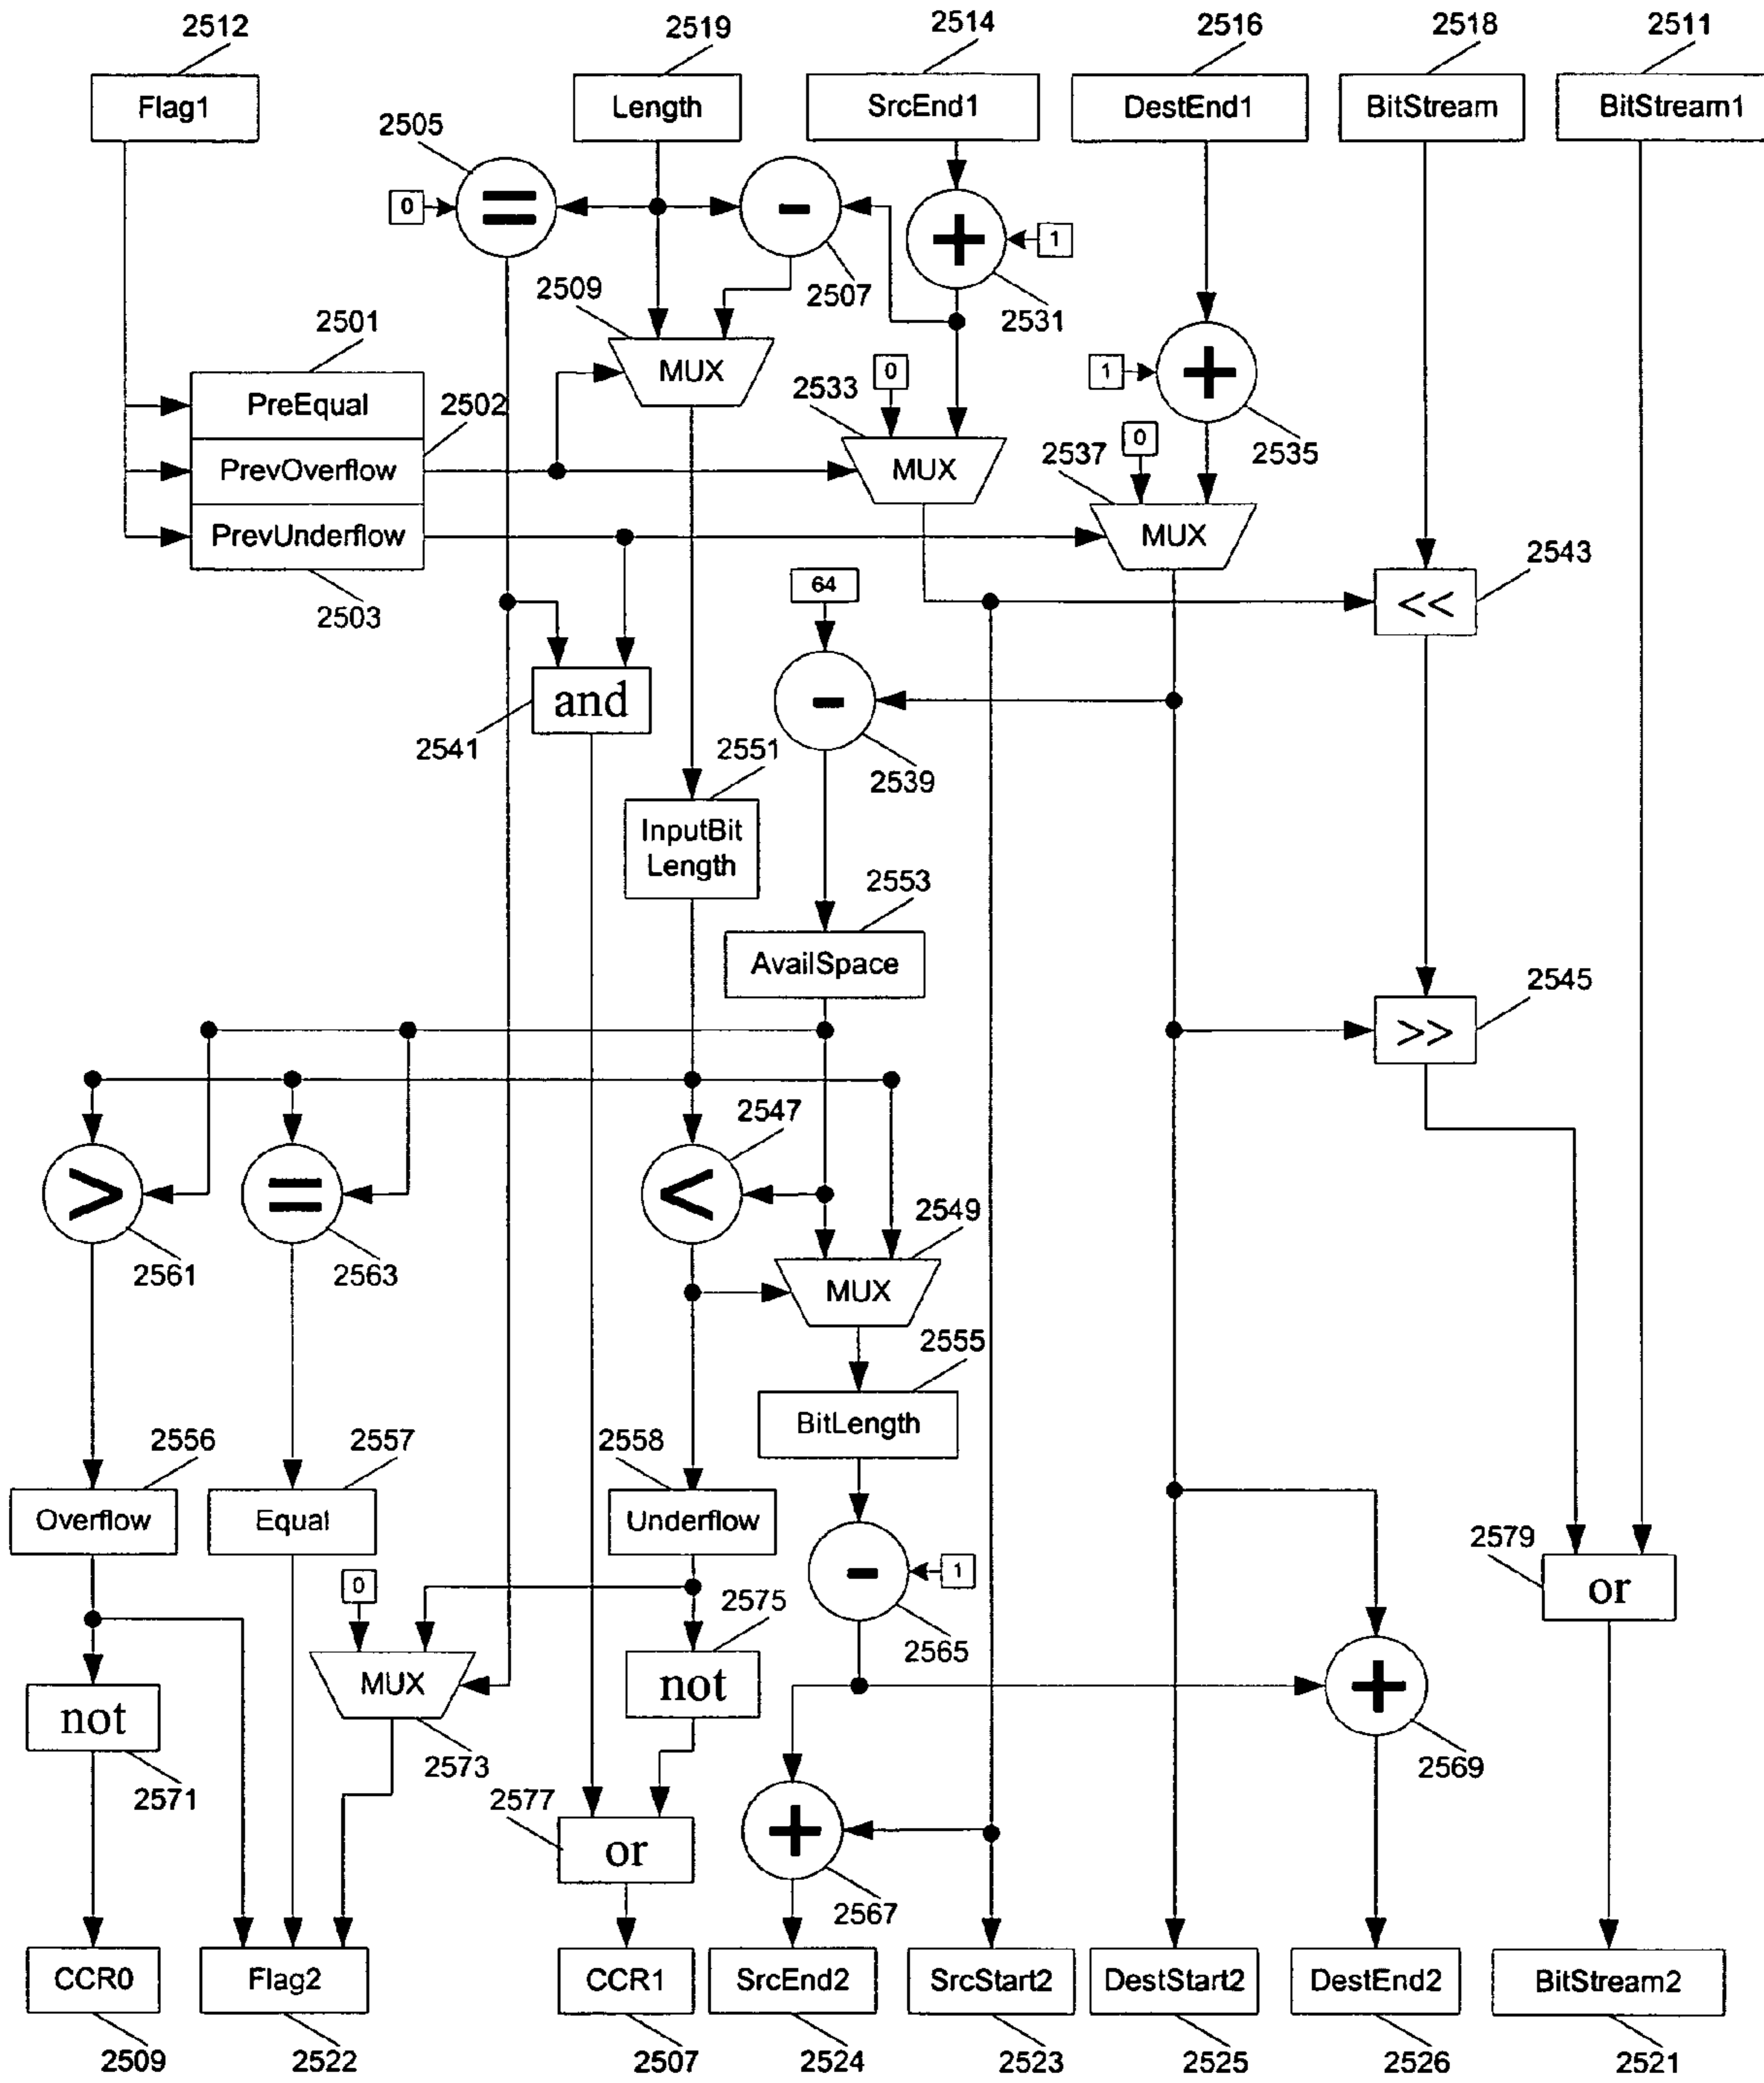 2512 2519 2514 2516 2518 2511
Flag1 Length SrcEnd1 DestEnd1 BitStream BitStream1
2505
0 = - + 1
2509 2507 2531
2501 MUX 0 1 +
PreEqual 2502 2533 0 2535
PrevOverflow MUX 2537
PrevUnderflow MUX 2543
2503 64 <<
and -
2541 2551 2539
InputBit
Length
2553
AvailSpace 2545
>>
2547
> = < 2549
2561 2563 MUX
2555
BitLength
2556 2557 2558
Overflow Equal Underflow 2579
0 2575 - 1 or
2565
MUX not +
not 2573 2569
2571 2577 +
or
2567
CCR0 Flag2 CCR1 SrcEnd2 SrcStart2 DestStart2 DestEnd2 BitStream2
2509 2522 2507 2524 2523 2525 2526 2521